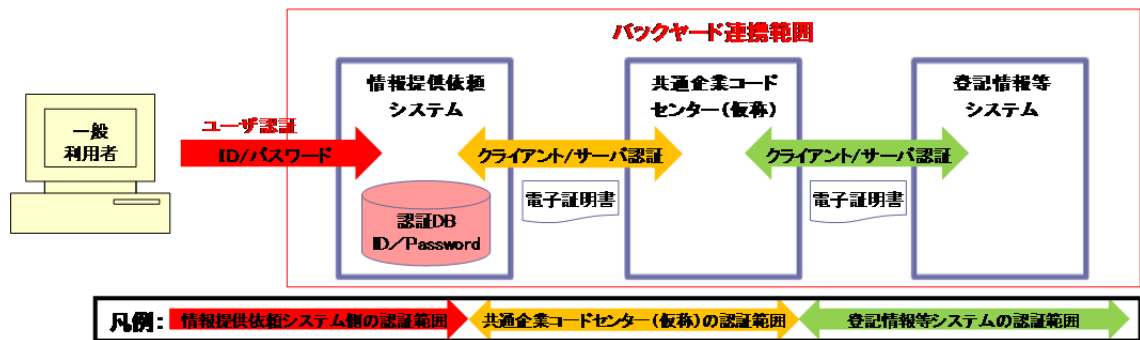 バックヤード連携範囲
情報提供依頼
システム
共通企業コード
センター(仮称)
登記情報等
システム
一般
利用者
ユーザ認証
ID/パスワード
クライアント/サーバ認証
クライアント/サーバ認証
電子証明書
電子証明書
認証DB
ID/Password
凡例:
情報提供依頼システム側の認証範囲
共通企業コードセンター(仮称)の認証範囲
登記情報等システムの認証範囲